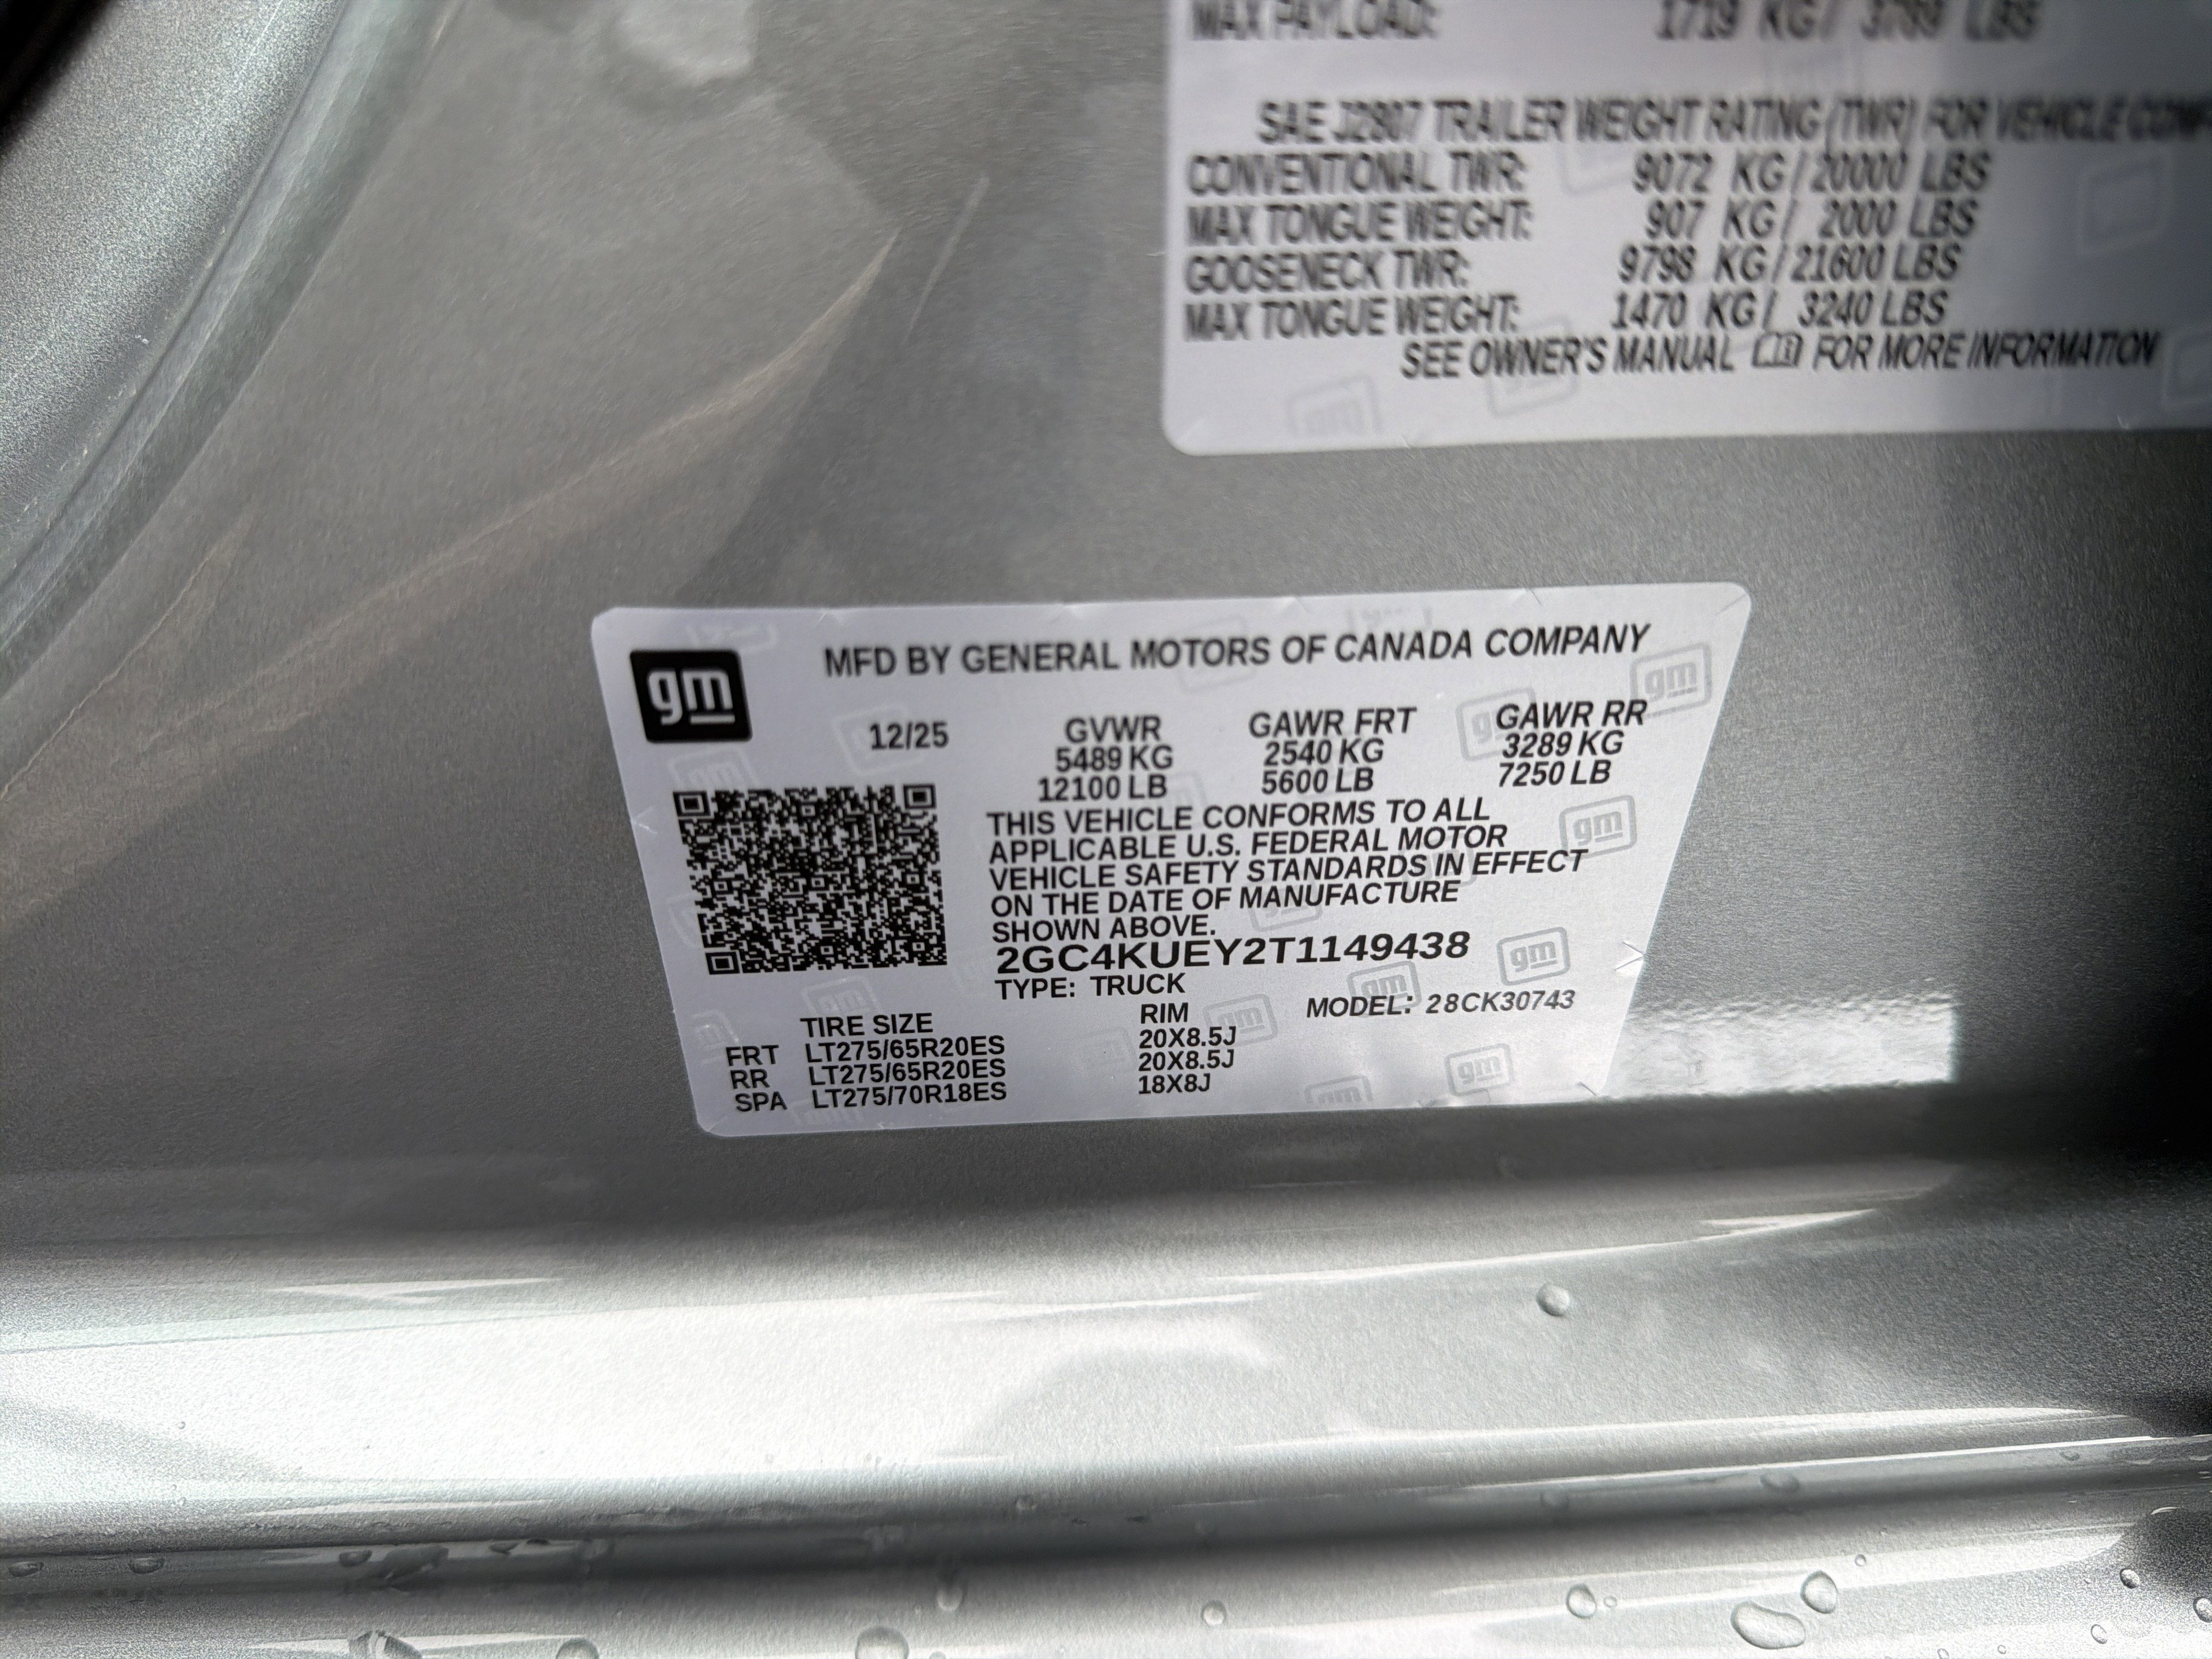 MAX PAYLOAD: 1719 KG / 3789 LBS
SAE J2807 TRAILER WEIGHT RATING (TWR) FOR VEHICLE
CONVENTIONAL TWR: 9072 KG / 20000 LBS
MAX TONGUE WEIGHT: 907 KG / 2000 LBS
GOOSENECK TWR: 9798 KG / 21600 LBS
MAX TONGUE WEIGHT: 1470 KG / 3240 LBS
SEE OWNER'S MANUAL FOR MORE INFORMATION
gm
MFD BY GENERAL MOTORS OF CANADA COMPANY
12/25 GVWR GAWR FRT GAWR RR
5489 KG 2540 KG 3289 KG
12100 LB 5600 LB 7250 LB
THIS VEHICLE CONFORMS TO ALL
APPLICABLE U.S. FEDERAL MOTOR
VEHICLE SAFETY STANDARDS IN EFFECT
ON THE DATE OF MANUFACTURE
SHOWN ABOVE.
2GC4KUEY2T1149438
TYPE: TRUCK
MODEL: 28CK30743
TIRE SIZE RIM
FRT LT275/65R20ES 20X8.5J
RR LT275/65R20ES 20X8.5J
SPA LT275/70R18ES 18X8J